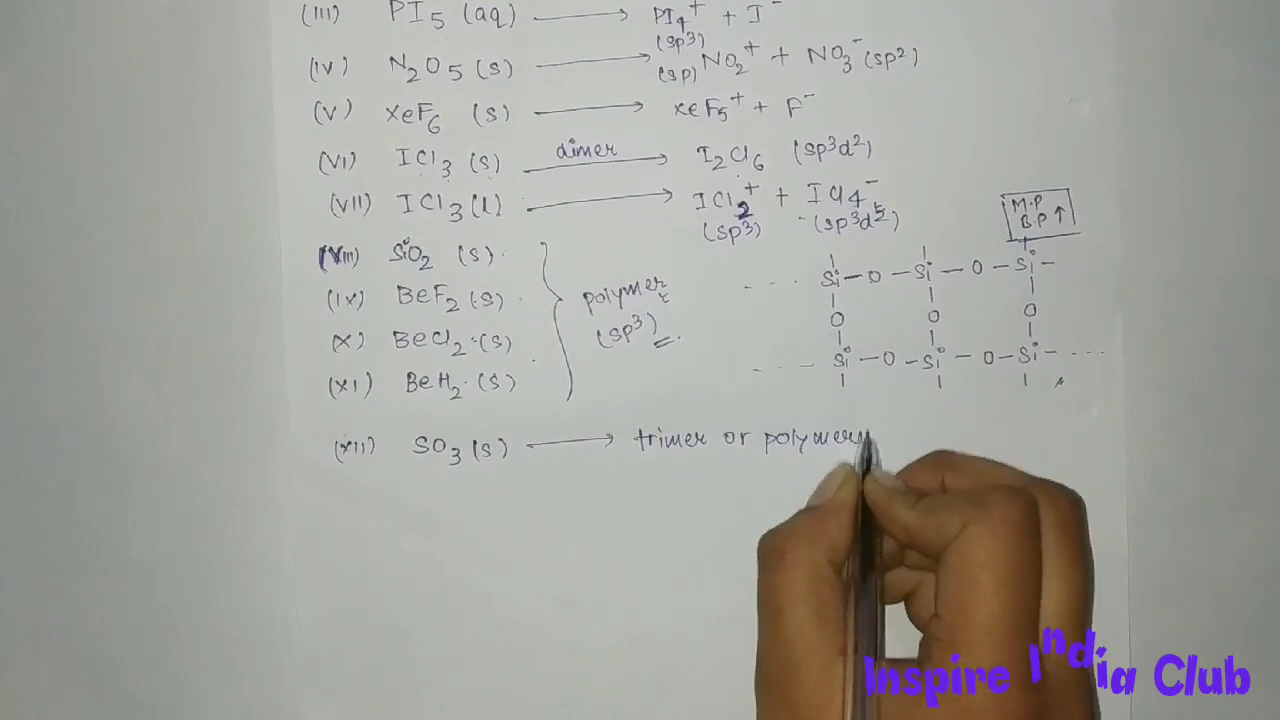 (III) PI5 (aq) ⟶ PI4+ + I-
(sp3)
(IV) N2O5 (s) ⟶ (sp) NO2+ + NO3- (sp2)
(V) XeF6 (s) ⟶ XeF5+ + F-
(VI) ICl3 (s) dimer ⟶ I2Cl6 (sp3d2)
(VII) ICl3 (l) ⟶ ICl2+ + ICl4-
(sp3) (sp3d2)
M.P
B.P ↑
(VIII) SiO2 (s)
(IX) BeF2 (s)
(X) BeCl2 (s)
(XI) BeH2 (s)
polymer
(sp3)
- - - Si – O – Si – O – Si –
O O O
- - – Si – O – Si – O – Si – - - -
(XII) SO3 (s) ⟶ trimer or polymer
Inspire India Club